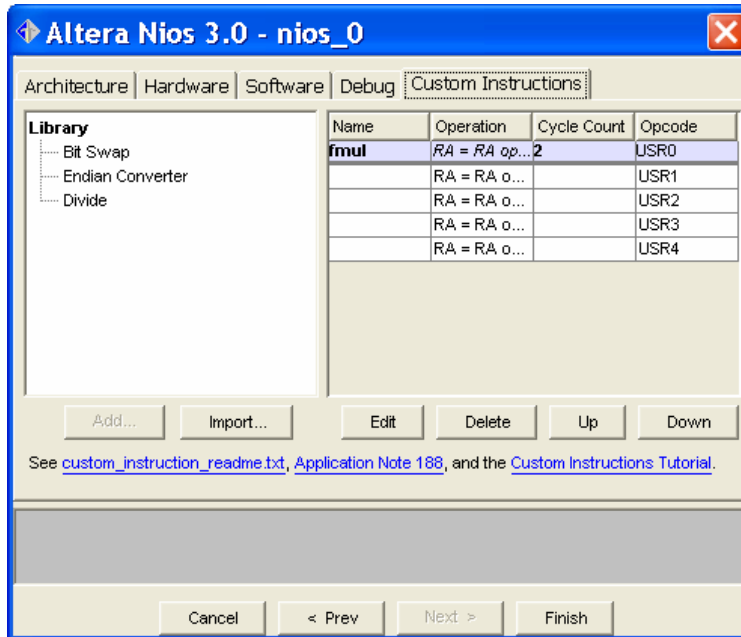 Altera Nios 3.0 - nios_0
Architecture Hardware Software Debug Custom Instructions
Library
Bit Swap
Endian Converter
Divide
Name Operation Cycle Count Opcode
fmul RA = RA op... 2 USR0
RA = RA o... USR1
RA = RA o... USR2
RA = RA o... USR3
RA = RA o... USR4
Add... Import... Edit Delete Up Down
See custom_instruction_readme.txt, Application Note 188, and the Custom Instructions Tutorial.
Cancel < Prev Next > Finish